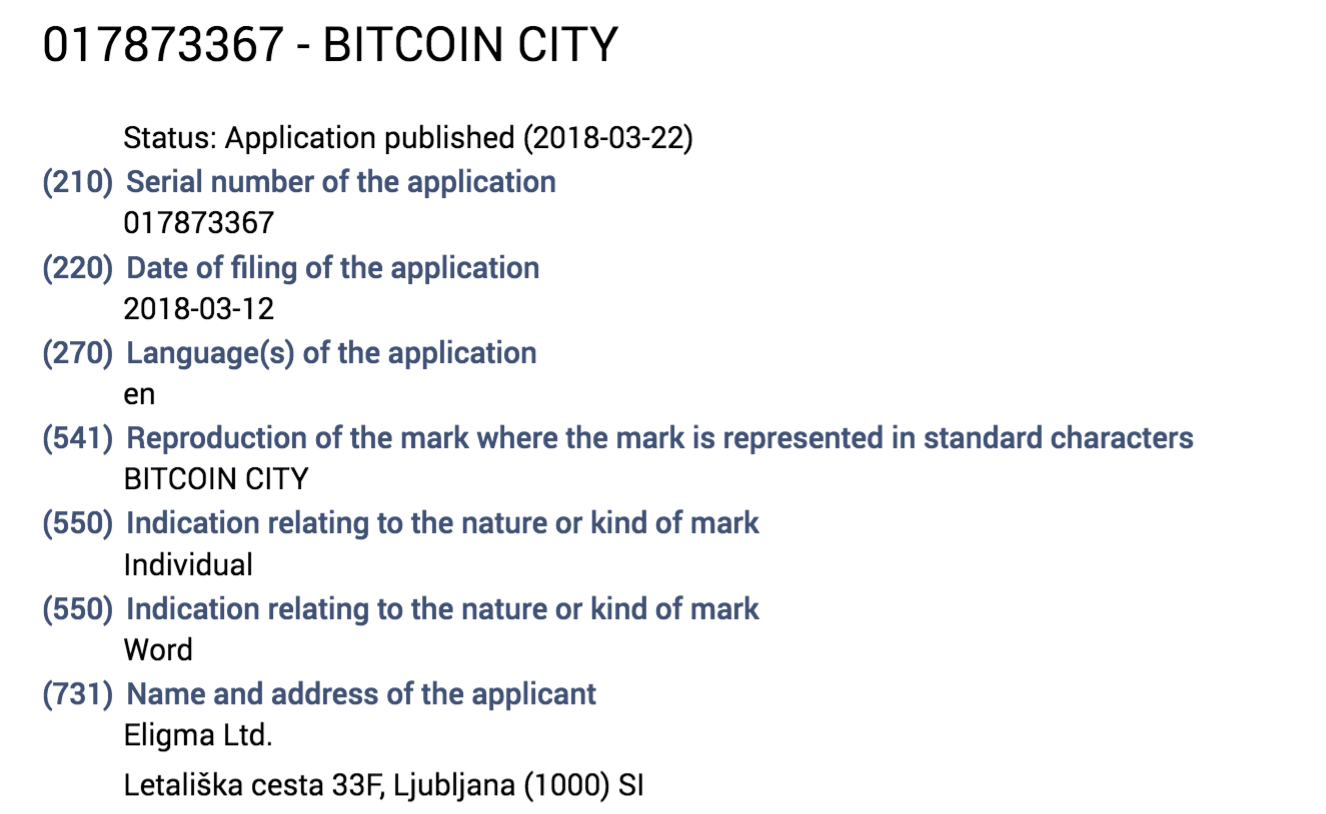 017873367 - BITCOIN CITY
Status: Application published (2018-03-22)
(210) Serial number of the application
017873367
(220) Date of filing of the application
2018-03-12
(270) Language(s) of the application
en
(541) Reproduction of the mark where the mark is represented in standard characters
BITCOIN CITY
(550) Indication relating to the nature or kind of mark
Individual
(550) Indication relating to the nature or kind of mark
Word
(731) Name and address of the applicant
Eligma Ltd.
Letališka cesta 33F, Ljubljana (1000) SI